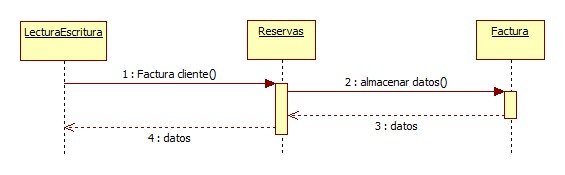 LecturaEscritura
Reservas
Factura
1 : Factura cliente()
2 : almacenar datos()
3 : datos
4 : datos